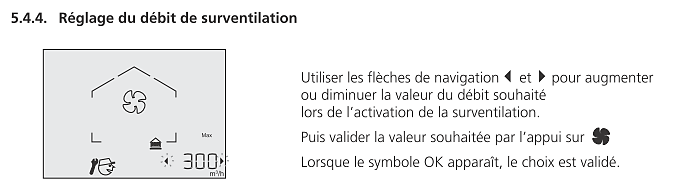 5.4.4. Réglage du débit de surventilation
Utiliser les flèches de navigation et pour augmenter
ou diminuer la valeur du débit souhaité
lors de l'activation de la surventilation.
Puis valider la valeur souhaitée par l'appui sur
Lorsque le symbole OK apparaît, le choix est validé.
Max
300
m³/h